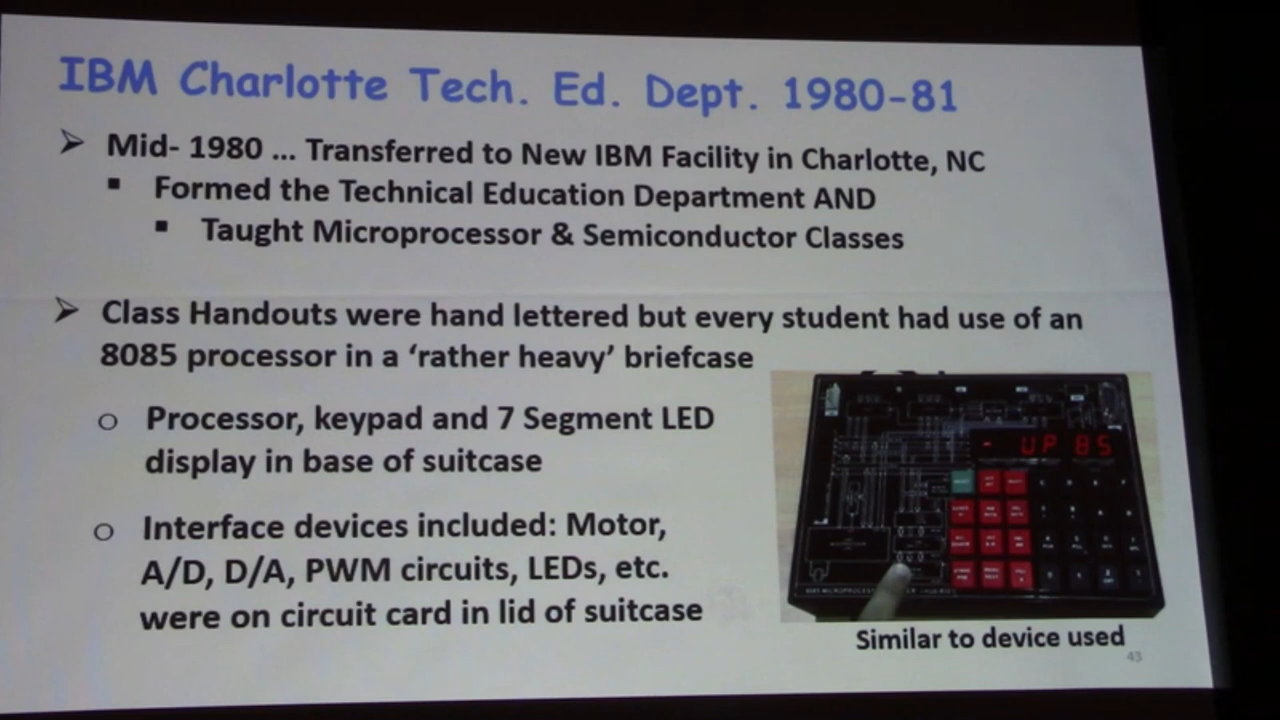 IBM Charlotte Tech. Ed. Dept. 1980-81
Mid- 1980 ... Transferred to New IBM Facility in Charlotte, NC
Formed the Technical Education Department AND
Taught Microprocessor & Semiconductor Classes
Class Handouts were hand lettered but every student had use of an
8085 processor in a ‘rather heavy’ briefcase
Processor, keypad and 7 Segment LED
display in base of suitcase
Interface devices included: Motor,
A/D, D/A, PWM circuits, LEDs, etc.
were on circuit card in lid of suitcase
- UP 85
Similar to device used
43